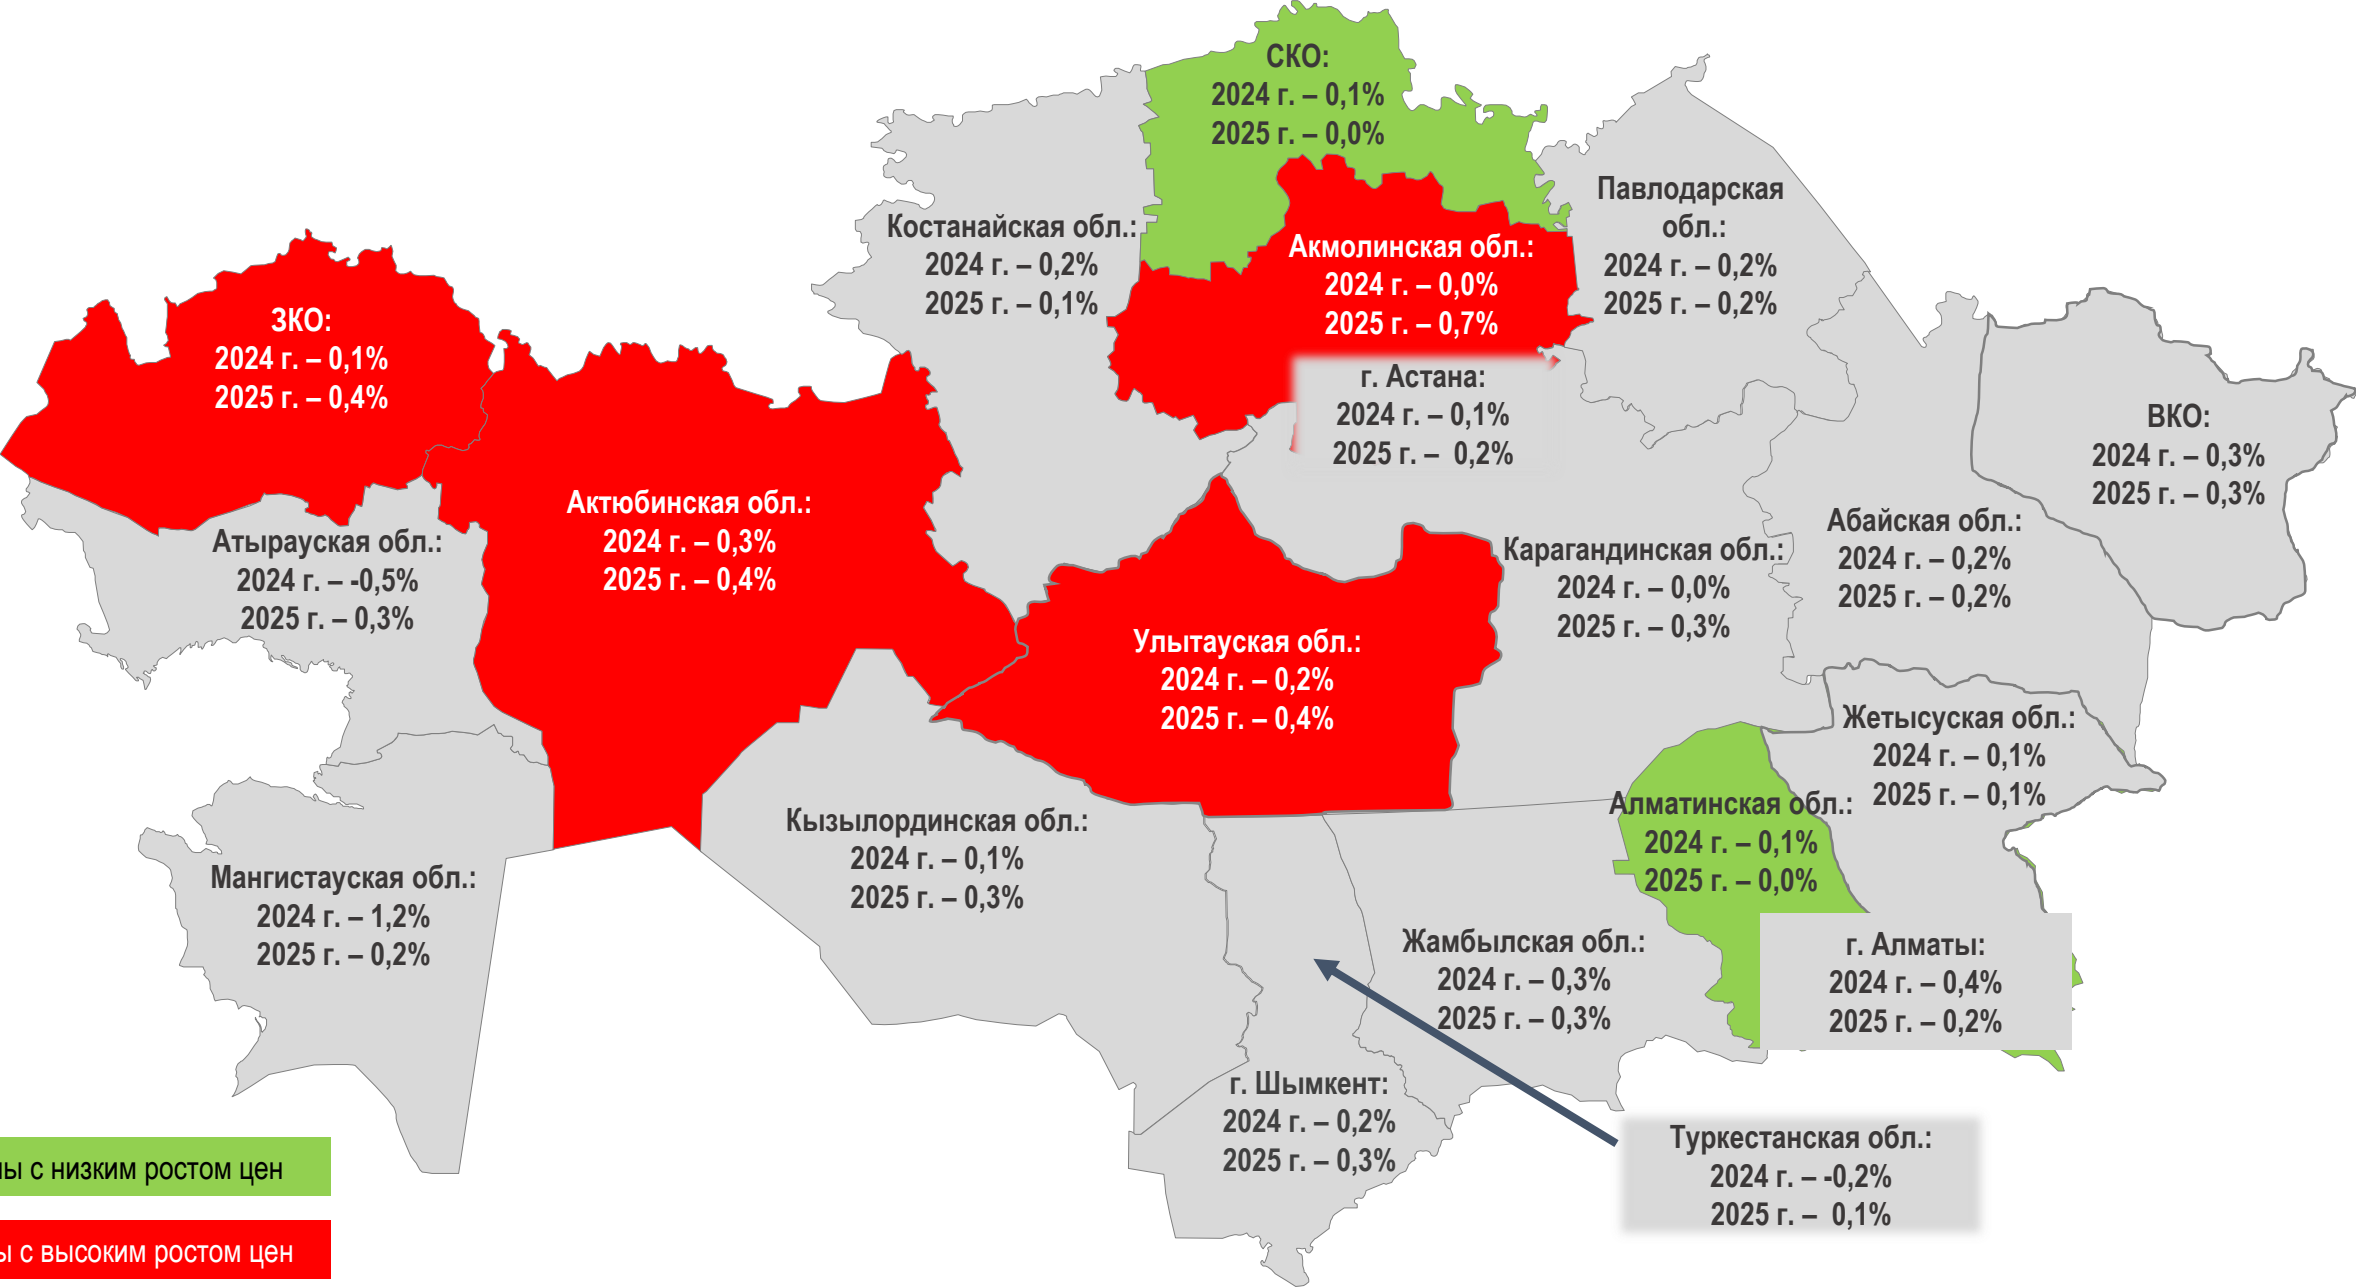 СКО:
2024 г. – 0,1%
2025 г. – 0,0%
Павлодарская
обл.:
2024 г. – 0,2%
2025 г. – 0,2%
Костанайская обл.:
2024 г. – 0,2%
2025 г. – 0,1%
Акмолинская обл.:
2024 г. – 0,0%
2025 г. – 0,7%
ЗКО:
2024 г. – 0,1%
2025 г. – 0,4%
г. Астана:
2024 г. – 0,1%
2025 г. – 0,2%
ВКО:
2024 г. – 0,3%
2025 г. – 0,3%
Актюбинская обл.:
2024 г. – 0,3%
2025 г. – 0,4%
Абайская обл.:
2024 г. – 0,2%
2025 г. – 0,2%
Атырауская обл.:
2024 г. – -0,5%
2025 г. – 0,3%
Карагандинская обл.:
2024 г. – 0,0%
2025 г. – 0,3%
Улытауская обл.:
2024 г. – 0,2%
2025 г. – 0,4%
Жетысуская обл.:
2024 г. – 0,1%
2025 г. – 0,1%
Алматинская обл.:
2024 г. – 0,1%
2025 г. – 0,0%
Кызылординская обл.:
2024 г. – 0,1%
2025 г. – 0,3%
Мангистауская обл.:
2024 г. – 1,2%
2025 г. – 0,2%
Жамбылская обл.:
2024 г. – 0,3%
2025 г. – 0,3%
г. Алматы:
2024 г. – 0,4%
2025 г. – 0,2%
г. Шымкент:
2024 г. – 0,2%
2025 г. – 0,3%
Туркестанская обл.:
2024 г. – -0,2%
2025 г. – 0,1%
с низким ростом цен
с высоким ростом цен